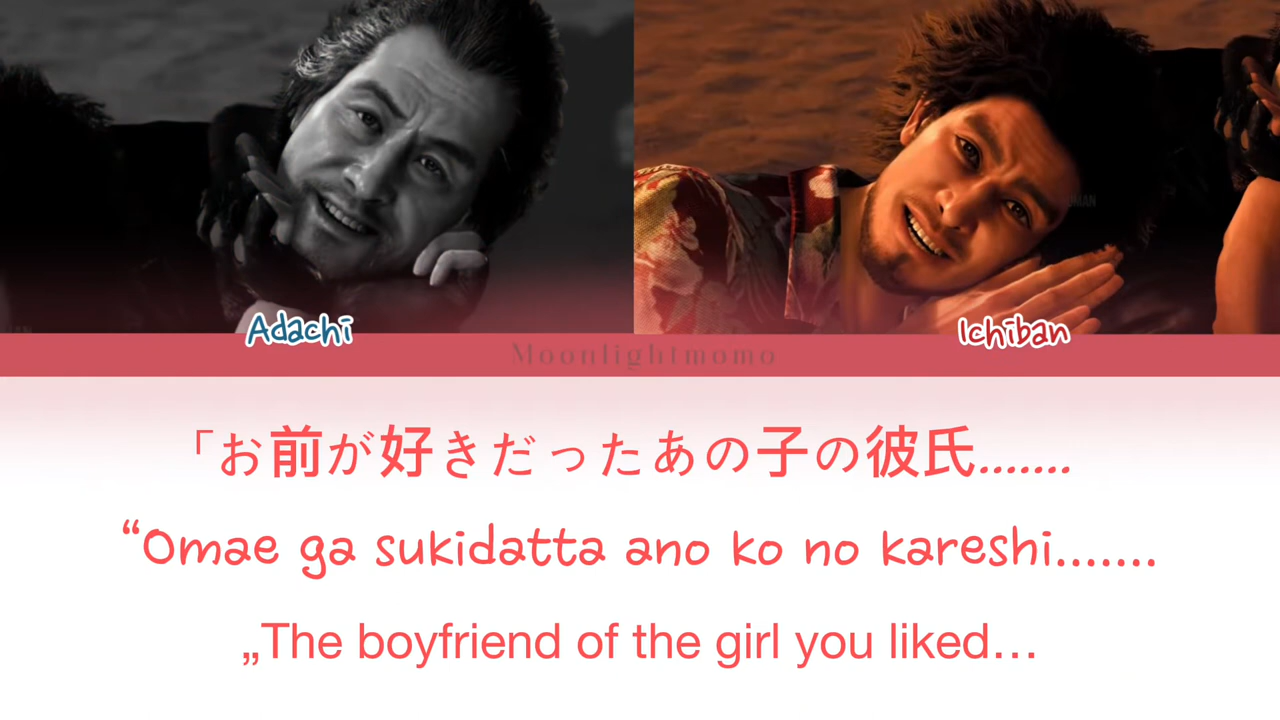 Adachi
Ichiban
Moonlightmomo
「お前が好きだったあの子の彼氏.......
“Omae ga sukidatta ano ko no kareshi.......
„The boyfriend of the girl you liked…